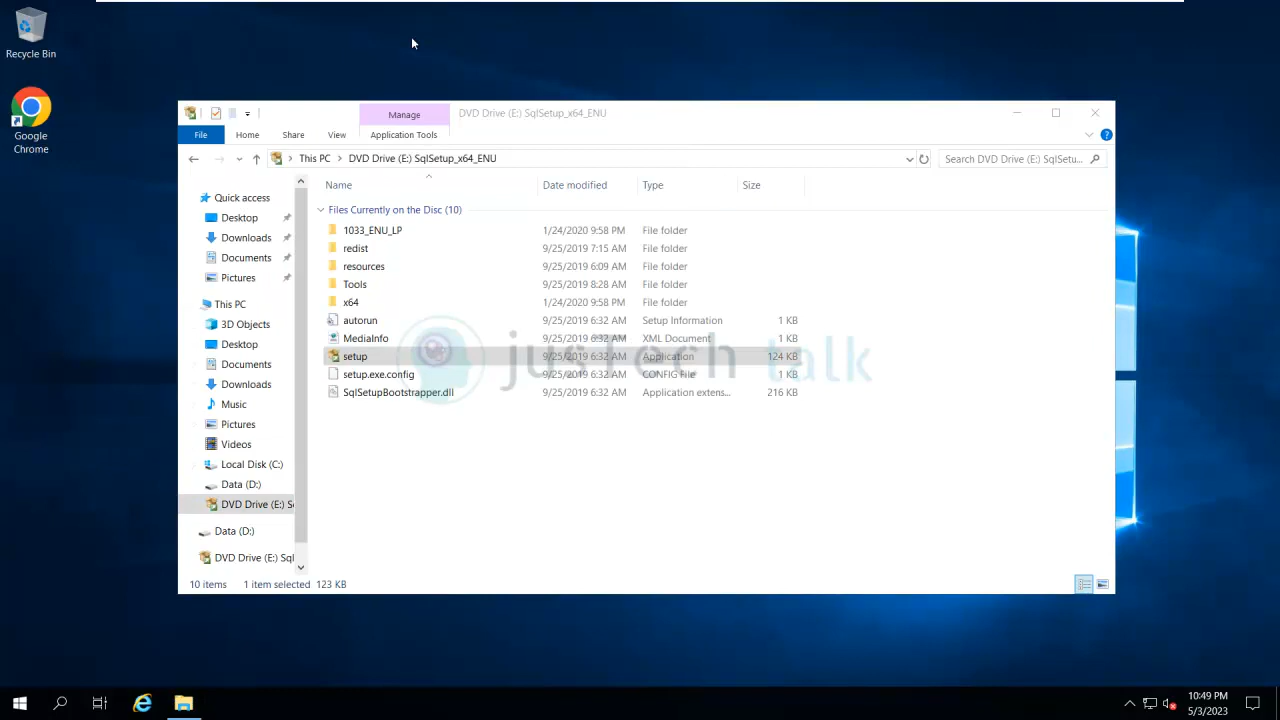 Recycle Bin
Google
Chrome
Manage
DVD Drive (E:) SqlSetup_x64_ENU
File
Home
Share
View
Application Tools
This PC
DVD Drive (E:) SqlSetup_x64_ENU
Search DVD Drive (E:) SqlSetu...
Name
Date modified
Type
Size
Files Currently on the Disc (10)
1033_ENU_LP 1/24/2020 9:58 PM File folder
redist 9/25/2019 7:15 AM File folder
resources 9/25/2019 6:09 AM File folder
Tools 9/25/2019 8:28 AM File folder
x64 1/24/2020 9:58 PM File folder
autorun 9/25/2019 6:32 AM Setup Information 1 KB
MediaInfo 9/25/2019 6:32 AM XML Document 1 KB
setup 9/25/2019 6:32 AM Application 124 KB
setup.exe.config 9/25/2019 6:32 AM CONFIG File 1 KB
SqlSetupBootstrapper.dll 9/25/2019 6:32 AM Application extens... 216 KB
justech talk
Quick access
Desktop
Downloads
Documents
Pictures
This PC
3D Objects
Desktop
Documents
Downloads
Music
Pictures
Videos
Local Disk (C:)
Data (D:)
DVD Drive (E:) S
Data (D:)
DVD Drive (E:) Sql
10 items
1 item selected
123 KB
10:49 PM
5/3/2023